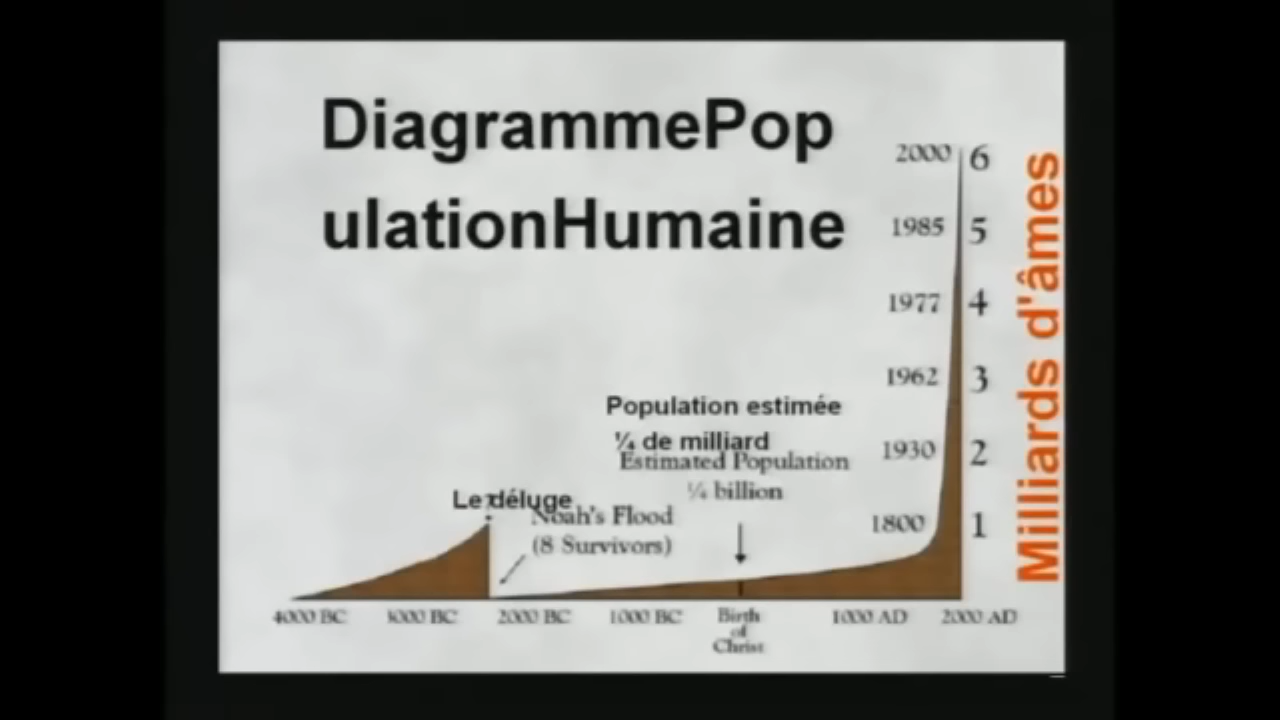 DiagrammePop
ulationHumaine
2000 6
1985 5
1977 4
1962 3
1930 2
1800 1
Milliards d'âmes
Population estimée
¼ de milliard
Estimated Population
¼ billion
Le déluge
Noah's Flood
(8 Survivors)
4000 BC 3000 BC 2000 BC 1000 BC Birth of Christ 1000 AD 2000 AD